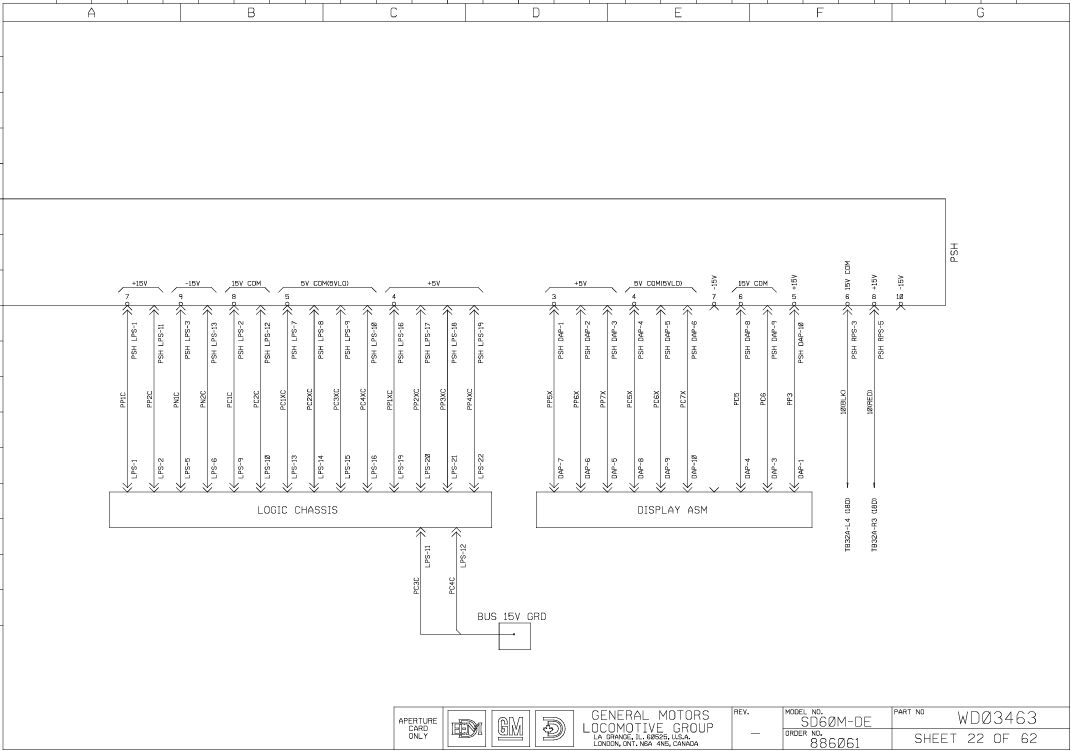 A B C D E F G
PSH
+15V -15V 15V COM 5V COM(5VLO) +5V +5V 5V COM(5VLO) -15V 15V COM +15V 15V COM +15V -15V
7 9 8 5 4 3 4 7 6 5 6 8 10
PSH LPS-1 PSH LPS-11 PSH LPS-3 PSH LPS-13 PSH LPS-2 PSH LPS-12 PSH LPS-7 PSH LPS-8 PSH LPS-9 PSH LPS-10 PSH LPS-16 PSH LPS-17 PSH LPS-18 PSH LPS-19 PSH DAP-1 PSH DAP-2 PSH DAP-3 PSH DAP-4 PSH DAP-5 PSH DAP-6 PSH DAP-8 PSH DAP-9 PSH DAP-10 PSH RPS-3 PSH RPS-5
PP1C PP2C PN1C PN2C PC1C PC2C PC1XC PC2XC PC3XC PC4XC PP1XC PP2XC PP3XC PP4XC PP5X PP6X PP7X PC5X PC6X PC7X PC5 PC6 PP3 10(BLK) 10(RED)
LPS-1 LPS-2 LPS-5 LPS-6 LPS-9 LPS-10 LPS-13 LPS-14 LPS-15 LPS-16 LPS-19 LPS-20 LPS-21 LPS-22 DAP-7 DAP-6 DAP-5 DAP-8 DAP-9 DAP-10 DAP-4 DAP-3 DAP-1
LOGIC CHASSIS DISPLAY ASM
TB32A-L4 (18D) TB32A-R3 (18D)
LPS-11 LPS-12
PC3C PC4C
BUS 15V GRD
APERTURE
CARD
ONLY
EMD GM DD
GENERAL MOTORS
LOCOMOTIVE GROUP
LA GRANGE, IL. 60525, U.S.A.
LONDON, ONT. N6A 4N5, CANADA
REV.
—
MODEL NO.
SD60M-DE
ORDER NO.
886061
PART NO
WD03463
SHEET 22 OF 62